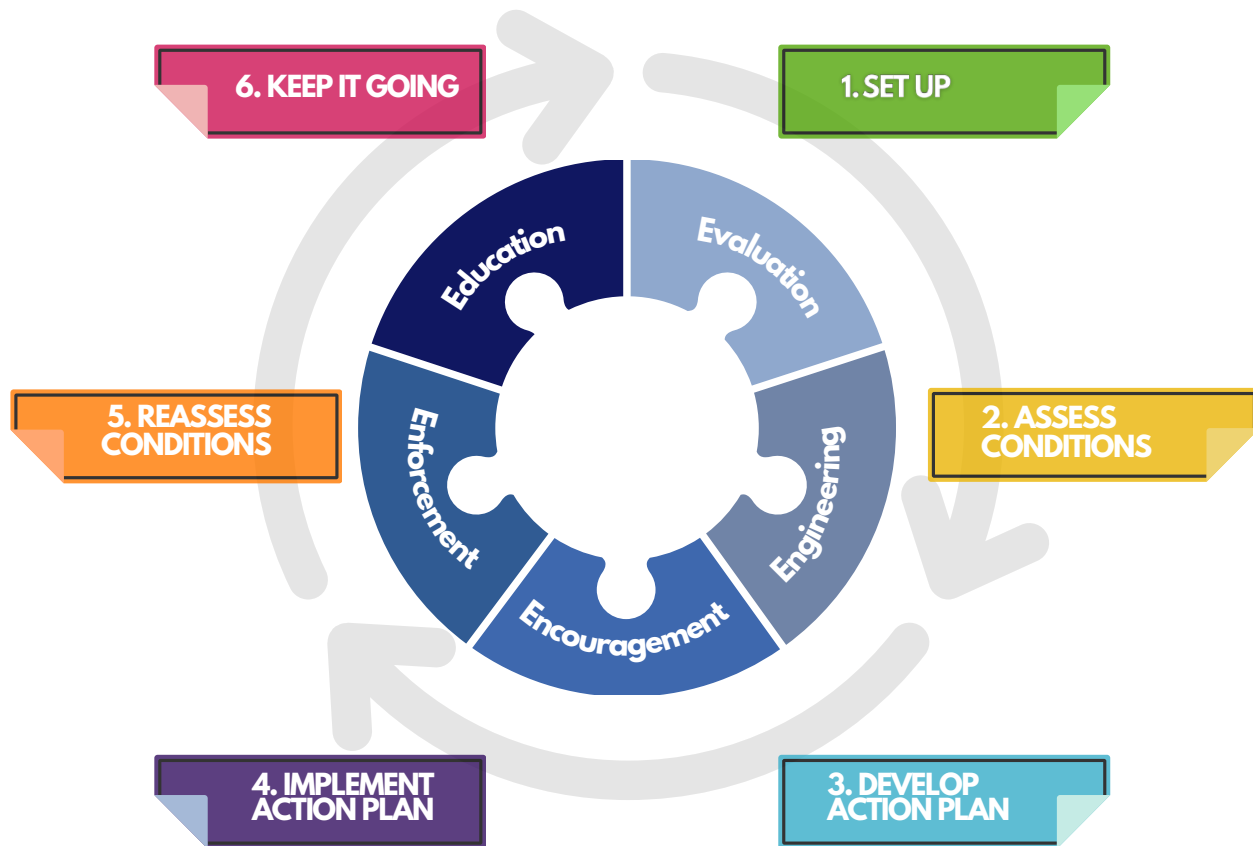 6. KEEP IT GOING
1. SET UP
Education
Evaluation
5. REASSESS
CONDITIONS
2. ASSESS
CONDITIONS
Enforcement
Engineering
Encouragement
4. IMPLEMENT
ACTION PLAN
3. DEVELOP
ACTION PLAN